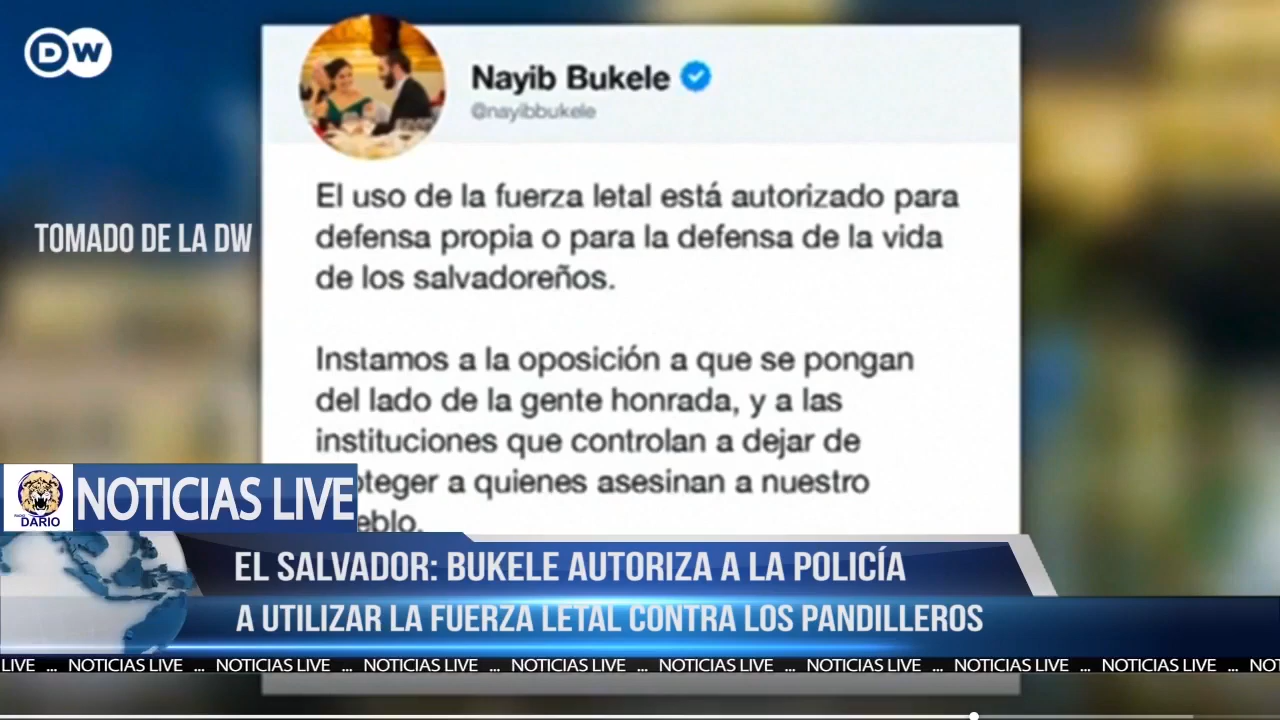 DW
Nayib Bukele
@nayibbukele
El uso de la fuerza letal está autorizado para
defensa propia o para la defensa de la vida
de los salvadoreños.
TOMADO DE LA DW
Instamos a la oposición a que se pongan
del lado de la gente honrada, y a las
instituciones que controlan a dejar de
oteger a quienes asesinan a nuestro
eblo.
DARIO
NOTICIAS LIVE
EL SALVADOR: BUKELE AUTORIZA A LA POLICÍA
A UTILIZAR LA FUERZA LETAL CONTRA LOS PANDILLEROS
LIVE ... NOTICIAS LIVE ... NOTICIAS LIVE ... NOTICIAS LIVE ... NOTICIAS LIVE ... NOTICIAS LIVE ... NOTICIAS LIVE ... NOTICIAS LIVE ... NOT